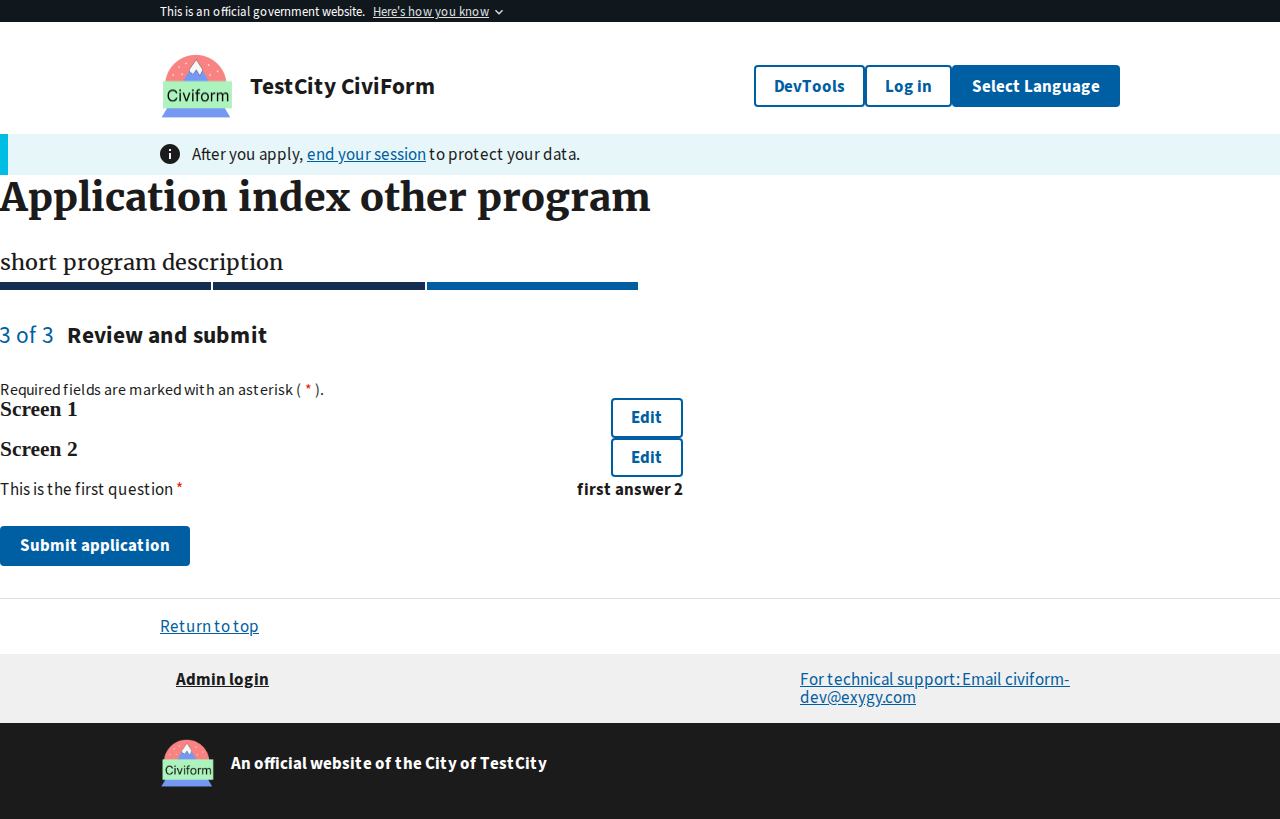 This is an official government website. Here's how you know
Civiform
TestCity CiviForm
DevTools
Log in
Select Language
After you apply, end your session to protect your data.
Application index other program
short program description
3 of 3 Review and submit
Required fields are marked with an asterisk ( * ).
Screen 1
Edit
Screen 2
Edit
This is the first question *
first answer 2
Submit application
Return to top
Admin login
For technical support: Email civiform-
dev@exygy.com
Civiform
An official website of the City of TestCity